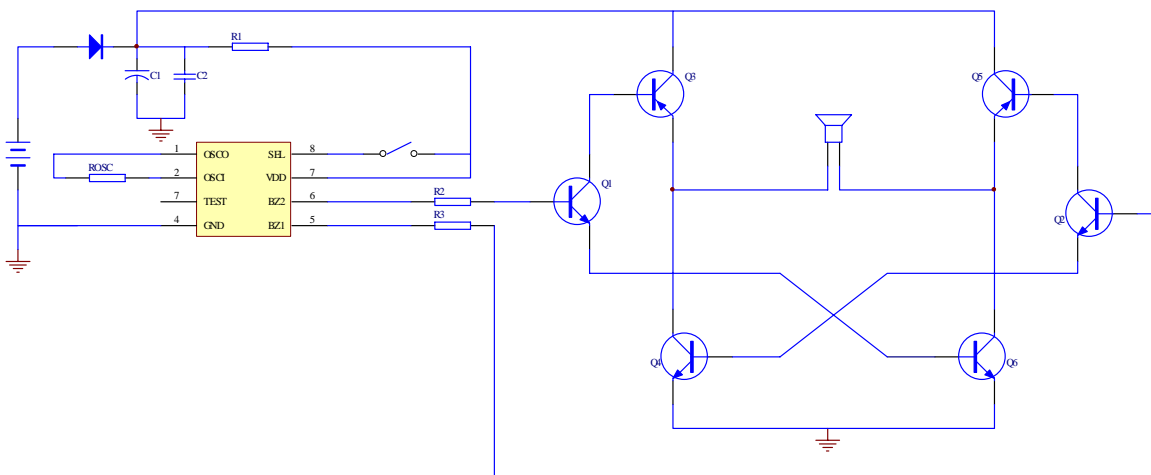 R1
Q3
Q5
C1
C2
1
OSCO
SEL
8
ROSC
2
OSCI
VDD
7
7
TEST
BZ2
6
R2
Q1
4
GND
BZ1
5
R3
Q2
Q4
Q6